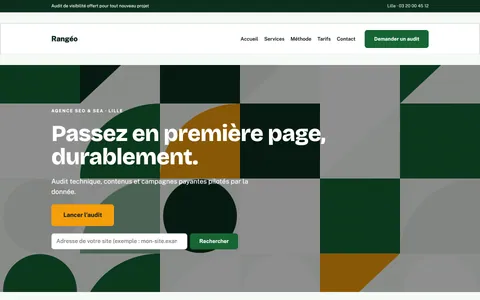 Audit de visibilité offert pour tout nouveau projet
Lille · 03 20 00 45 12
Rangéo
Accueil Services Méthode Tarifs Contact
Demander un audit
AGENCE SEO & SEA · LILLE
Passez en première page,
durablement.
Audit technique, contenus et campagnes payantes pilotés par la
donnée.
Lancer l'audit
Adresse de votre site (exemple : mon-site.exam
Rechercher